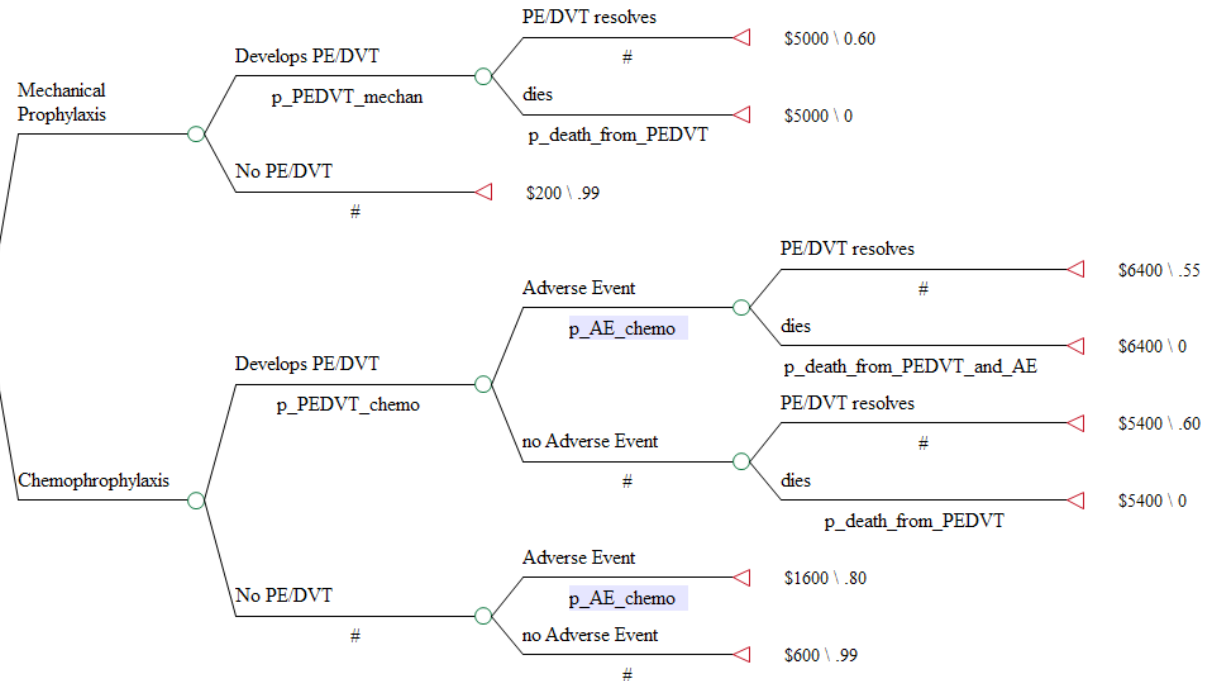 PE/DVT resolves
$5000 \ 0.60
#
Develops PE/DVT
p_PEDVT_mechan
dies
$5000 \ 0
p_death_from_PEDVT
Mechanical
Prophylaxis
No PE/DVT
$200 \ .99
#
PE/DVT resolves
$6400 \ .55
#
Adverse Event
p_AE_chemo
dies
$6400 \ 0
p_death_from_PEDVT_and_AE
Develops PE/DVT
p_PEDVT_chemo
PE/DVT resolves
$5400 \ .60
#
no Adverse Event
#
dies
$5400 \ 0
p_death_from_PEDVT
Chemophrophylaxis
Adverse Event
$1600 \ .80
p_AE_chemo
No PE/DVT
#
no Adverse Event
$600 \ .99
#